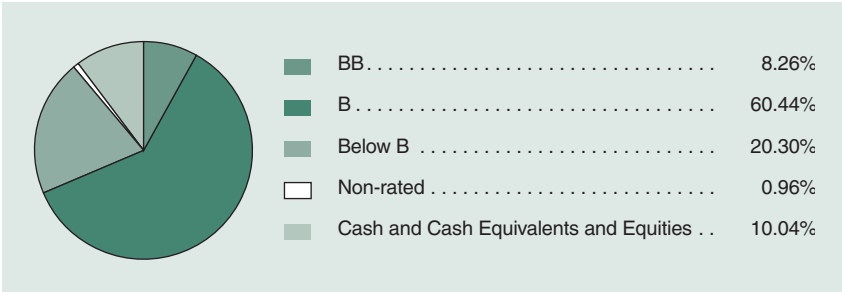 BB. . . . . . . . . . . . . . . . . . . . . . . . . . . . . . . . . 8.26%
B . . . . . . . . . . . . . . . . . . . . . . . . . . . . . . . . . . 60.44%
Below B . . . . . . . . . . . . . . . . . . . . . . . . . . . . 20.30%
Non-rated . . . . . . . . . . . . . . . . . . . . . . . . . . . 0.96%
Cash and Cash Equivalents and Equities . . 10.04%